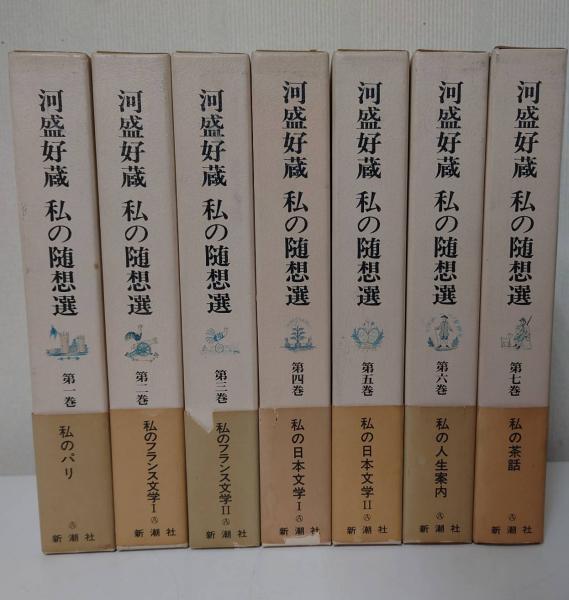 河盛好蔵 私の随想選
第一巻
私のパリ
新潮社
河盛好蔵 私の随想選
第二巻
私のフランス文学Ⅰ
新潮社
河盛好蔵 私の随想選
第三巻
私のフランス文学Ⅱ
新潮社
河盛好蔵 私の随想選
第四巻
私の日本文学Ⅰ
新潮社
河盛好蔵 私の随想選
第五巻
私の日本文学Ⅱ
新潮社
河盛好蔵 私の随想選
第六巻
私の人生案内
新潮社
河盛好蔵 私の随想選
第七巻
私の茶話
新潮社